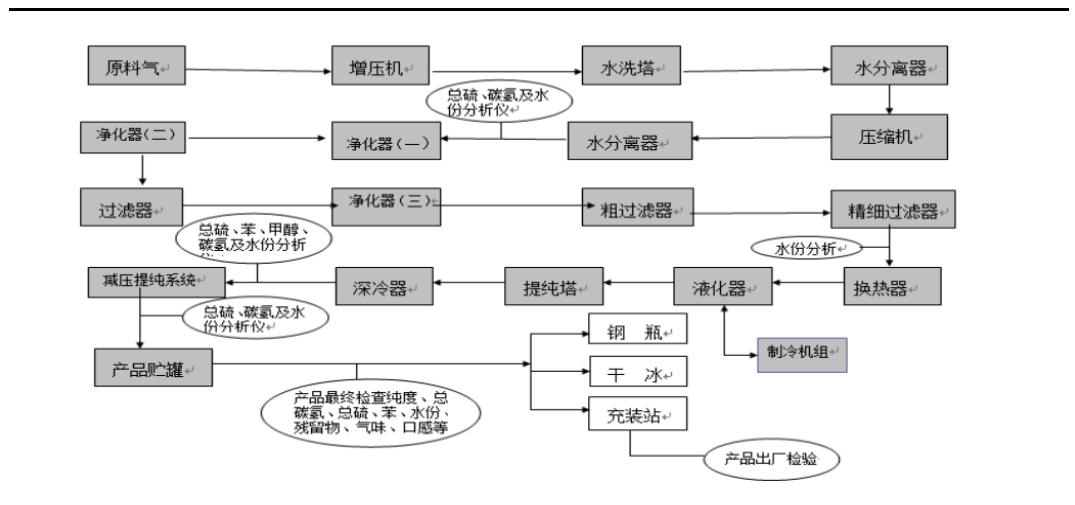 原料气↵
增压机↵
水洗塔↵
水分离器↵
总硫、碳氢及水
份分析仪↵
净化器(二)↵
净化器(一)↵
水分离器↵
压缩机↵
过滤器↵
净化器(三)↵
粗过滤器↵
精细过滤器↵
总硫、苯、甲醇、
碳氢及水份分析
水份分析↵
减压提纯系统↵
深冷器↵
提纯塔↵
液化器↵
换热器↵
总硫、碳氢及水
份分析仪↵
钢 瓶↵
制冷机组↵
产品贮罐↵
干 冰↵
产品最终检查纯度、总
碳氢、总硫、苯、水份、
残留物、气味、口感等
充装站↵
产品出厂检验